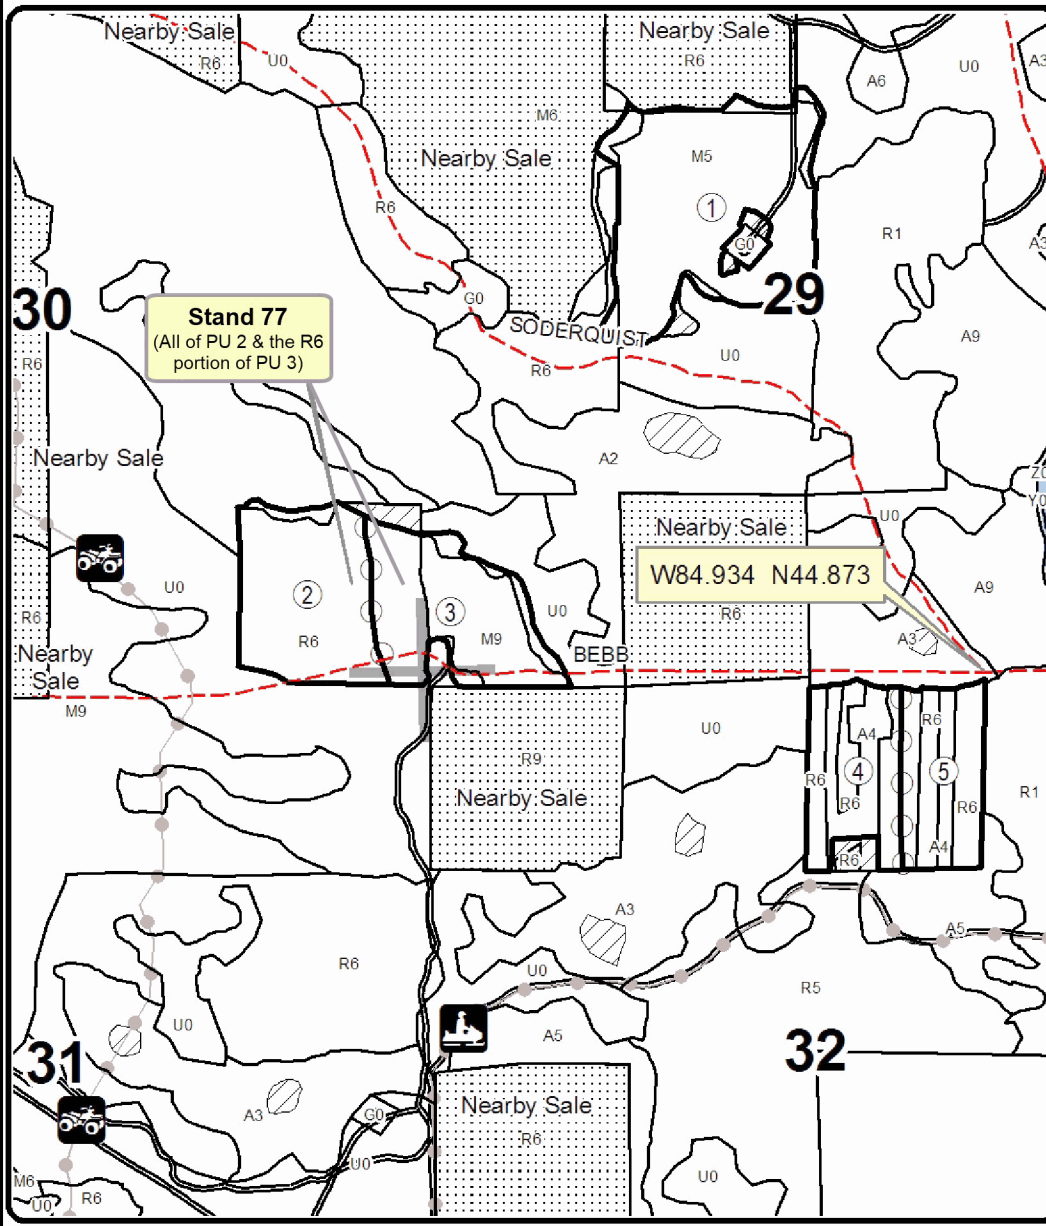 Nearby Sale
Nearby Sale
R6
U0
R6
A6
U0
A3
M6
Nearby Sale
M5
R6
1
R1
G0
A3
30
G0
29
Stand 77
(All of PU 2 & the R6
portion of PU 3)
SODERQUIST
R6
R6
U0
A9
Nearby Sale
A2
Z0
Y0
Nearby Sale
U0
W84.934 N44.873
U0
2
3
U0
R6
A9
R6
R6
M9
A3
Nearby
Sale
BEBB
M9
U0
R6
A4
R9
R6
4
5
R1
Nearby Sale
R6
R6
A4
R6
A3
A5
R6
U0
R5
U0
A5
31
32
A3
G0
Nearby Sale
R6
U0
M6
R6
U0
U0